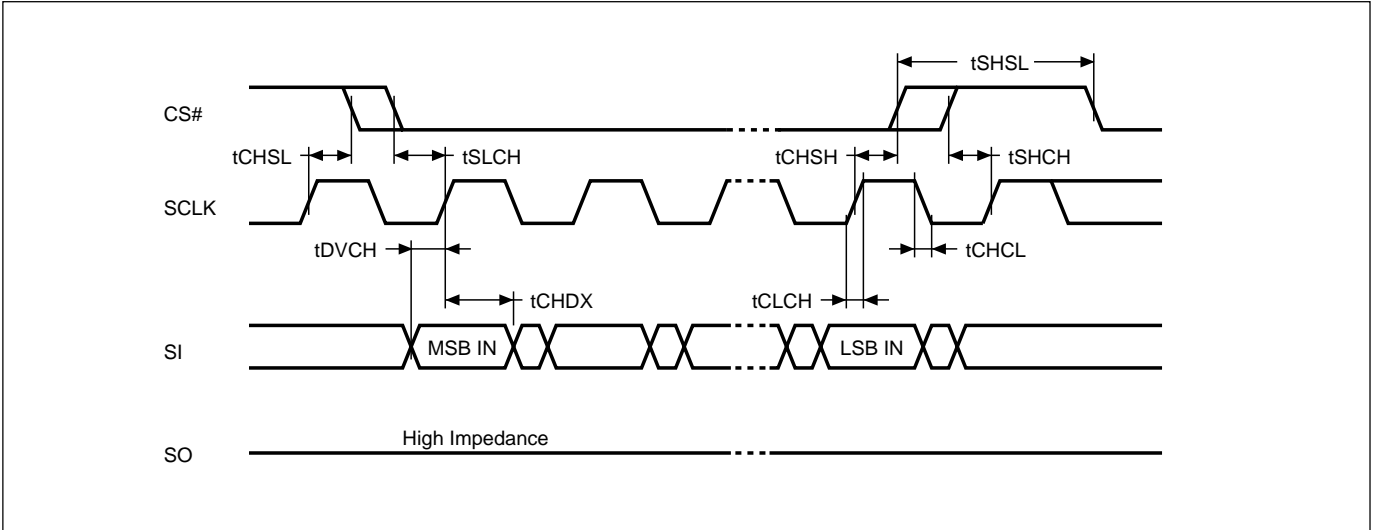 tSHSL
CS#
tCHSL
tSLCH
tCHSH
tSHCH
SCLK
tDVCH
tCHCL
tCHDX
tCLCH
SI
MSB IN
LSB IN
High Impedance
SO